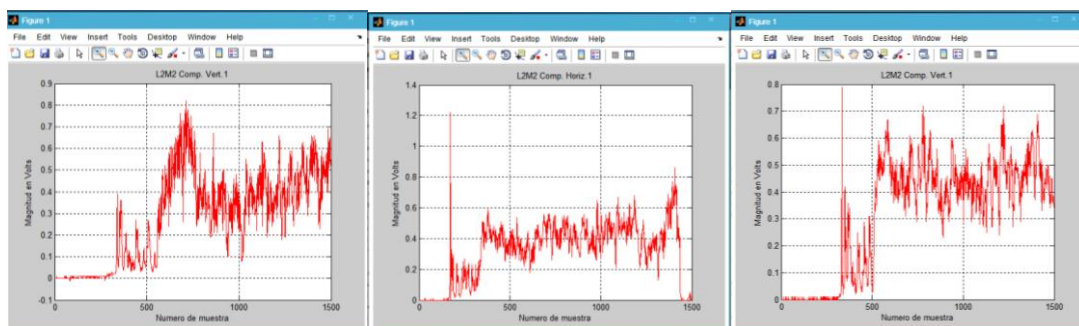 Figure 1
File Edit View Insert Tools Desktop Window Help
L2M2 Comp. Vert.1
Magnitud en Volts
0.9
0.8
0.7
0.6
0.5
0.4
0.3
0.2
0.1
0
-0.1
0 500 1000 1500
Numero de muestra
Figure 1
File Edit View Insert Tools Desktop Window Help
L2M2 Comp. Horiz.1
Magnitud en Volts
1.4
1.2
1
0.8
0.6
0.4
0.2
0
0 500 1000 1500
Numero de muestra
Figure 1
File Edit View Insert Tools Desktop Window Help
L2M2 Comp. Vert.1
Magnitud en Volts
0.8
0.7
0.6
0.5
0.4
0.3
0.2
0.1
0
0 500 1000 1500
Numero de muestra